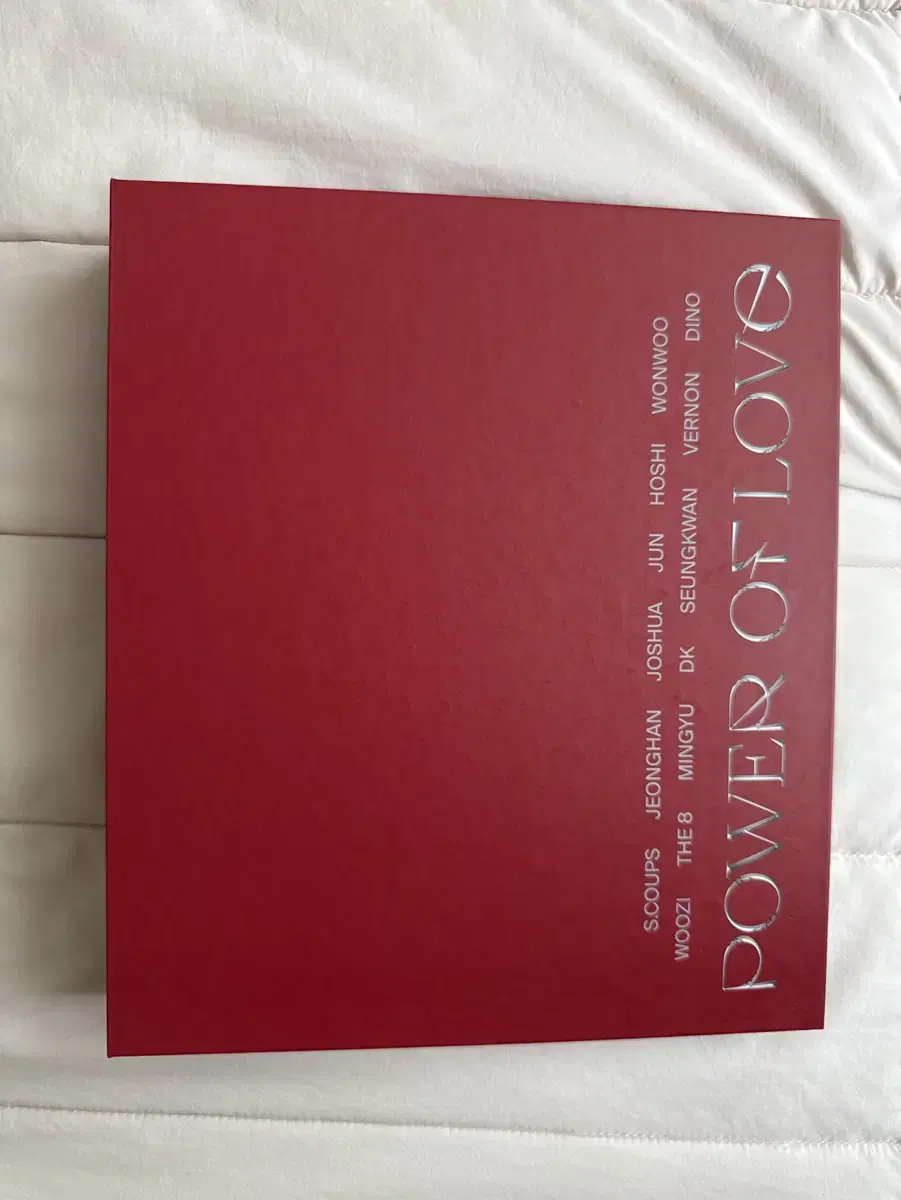 S.COUPS JEONGHAN JOSHUA JUN HOSHI WONWOO
WOOZI THE 8 MINGYU DK SEUNGKWAN VERNON DINO
POWER OF LOVE